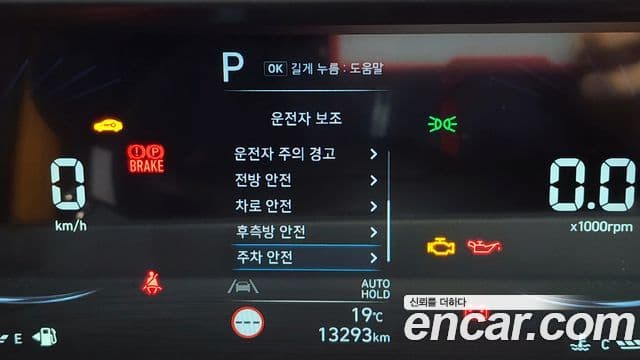 P
OK 길게 누름 : 도움말
운전자 보조
운전자 주의 경고
BRAKE
전방 안전
0
km/h
차로 안전
0.0
x1000rpm
후측방 안전
주차 안전
AUTO
HOLD
신뢰를 더하다
encar.com
19℃
13293km
E
C